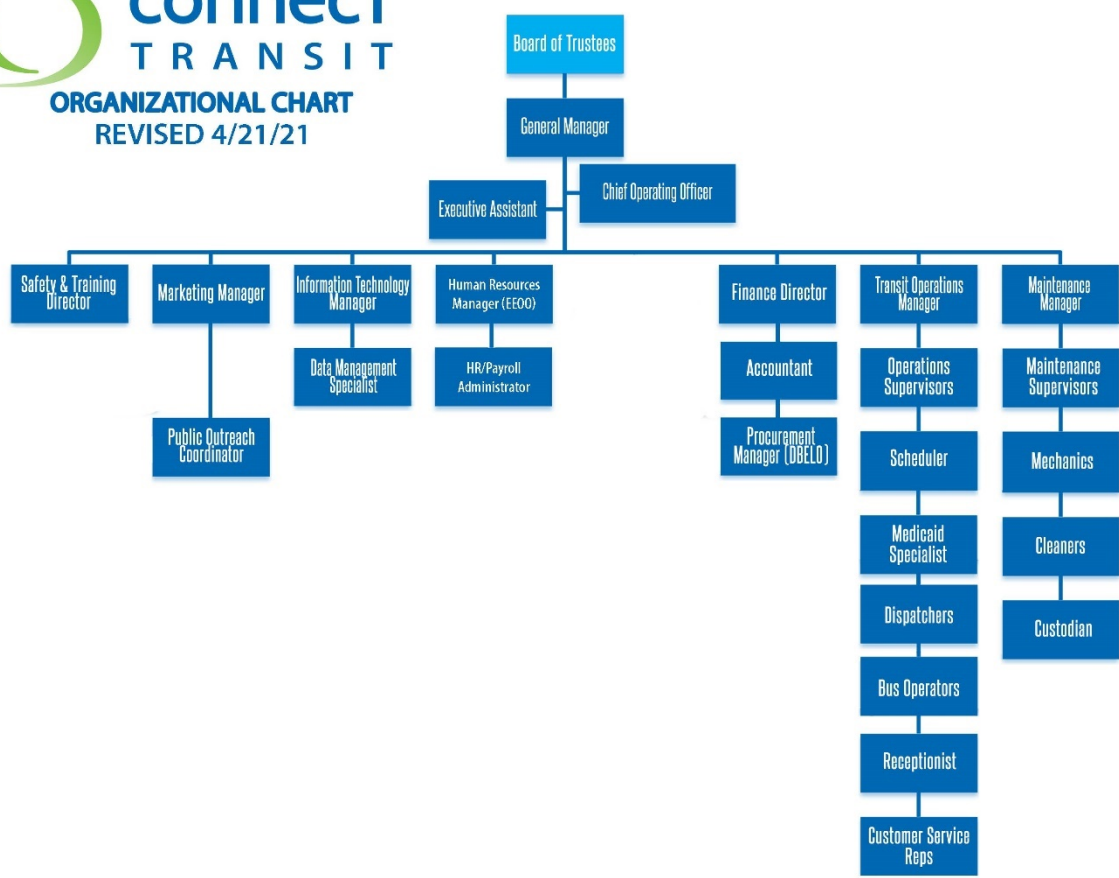 connect
TRANSIT
ORGANIZATIONAL CHART
REVISED 4/21/21
Board of Trustees
General Manager
Chief Operating Officer
Executive Assistant
Safety & Training
Director
Marketing Manager
Information Technology
Manager
Human Resources
Manager (EEOO)
Finance Director
Transit Operations
Manager
Maintenance
Manager
Data Management
Specialist
HR/Payroll
Administrator
Accountant
Operations
Supervisors
Maintenance
Supervisors
Public Outreach
Coordinator
Procurement
Manager (DBELO)
Scheduler
Mechanics
Medicaid
Specialist
Cleaners
Dispatchers
Custodian
Bus Operators
Receptionist
Customer Service
Reps